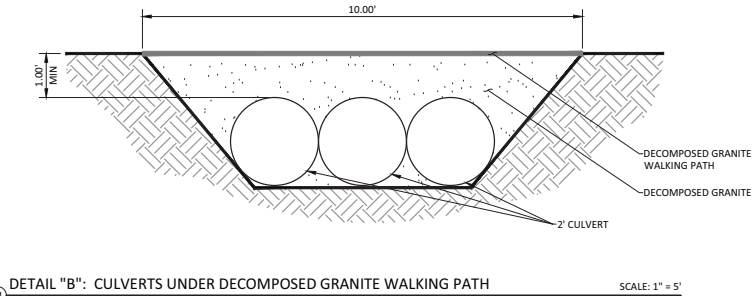 10.00'
1.00'
MIN
DECOMPOSED GRANITE
WALKING PATH
DECOMPOSED GRANITE
2' CULVERT
DETAIL "B": CULVERTS UNDER DECOMPOSED GRANITE WALKING PATH
SCALE: 1" = 5'